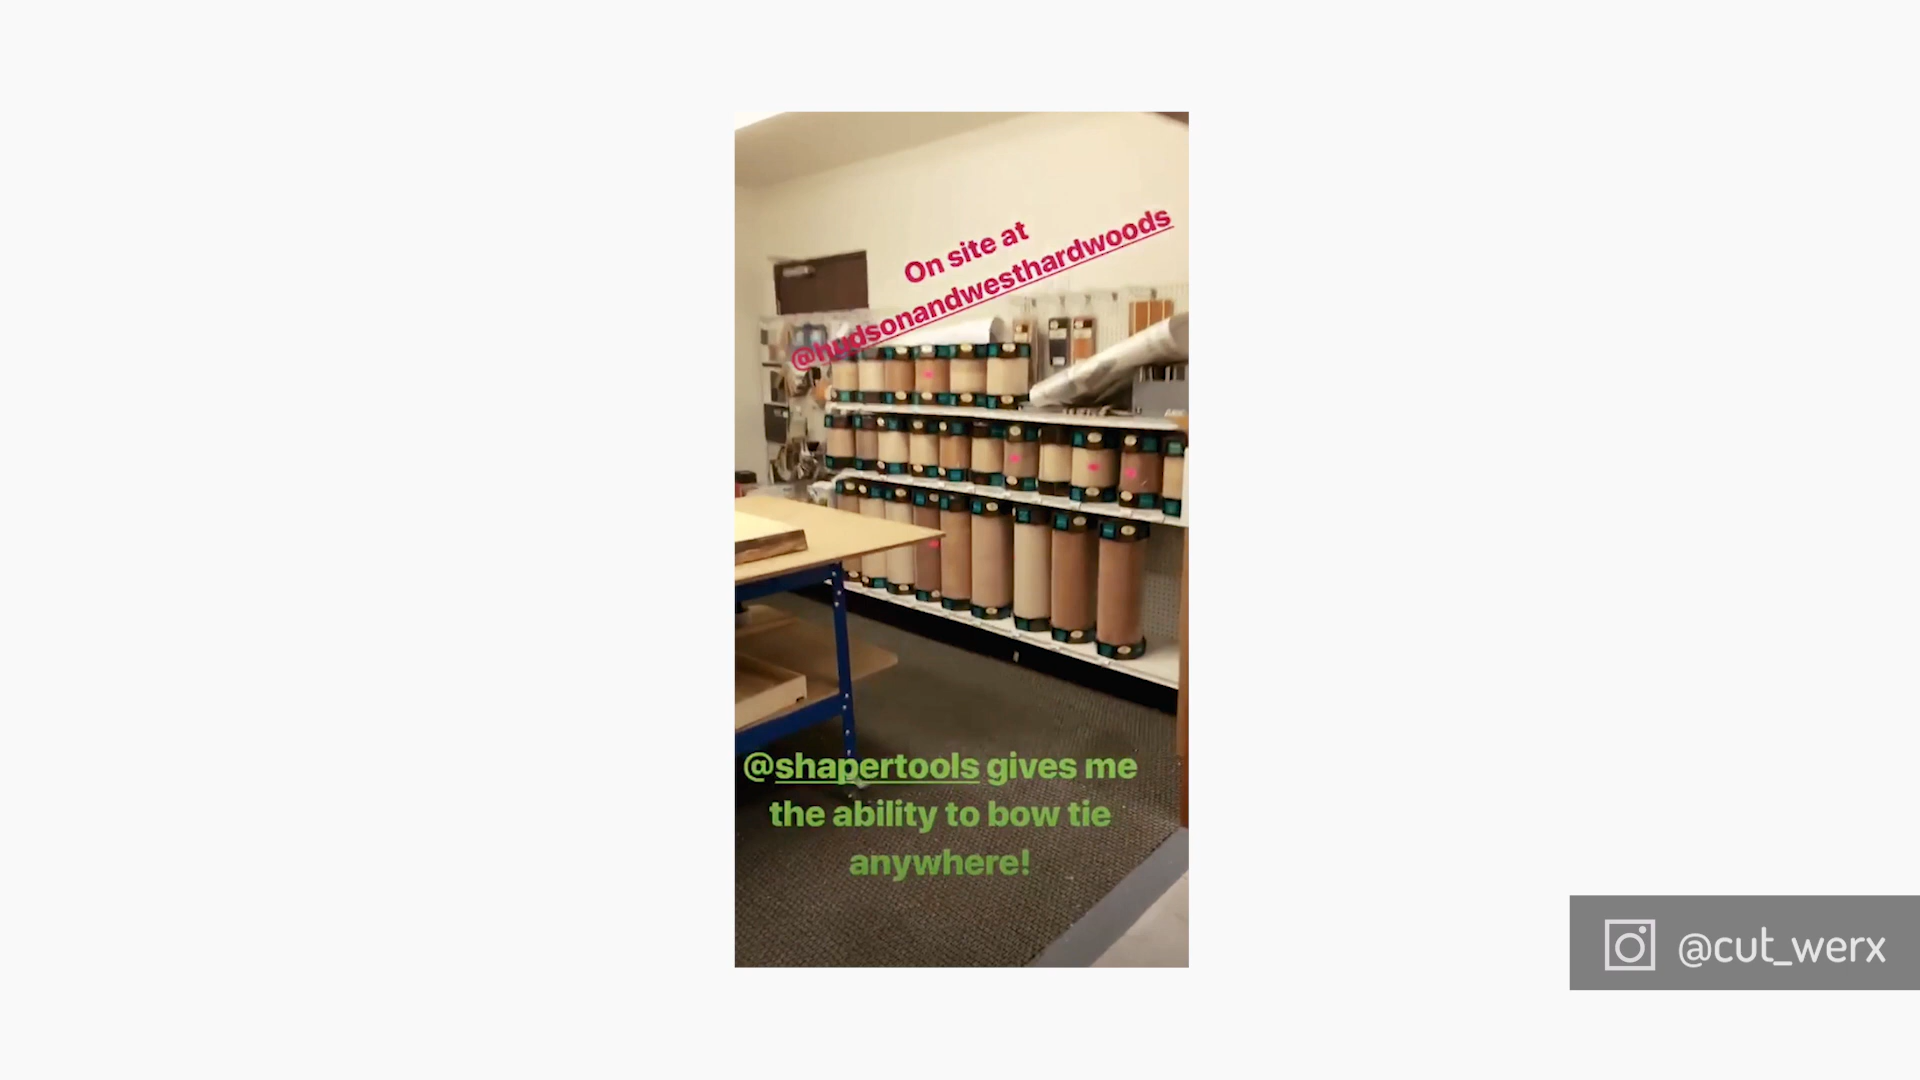 On site at
@hudsonandwesthardwoods
@shapertools gives me
the ability to bow tie
anywhere!
@cut_werx